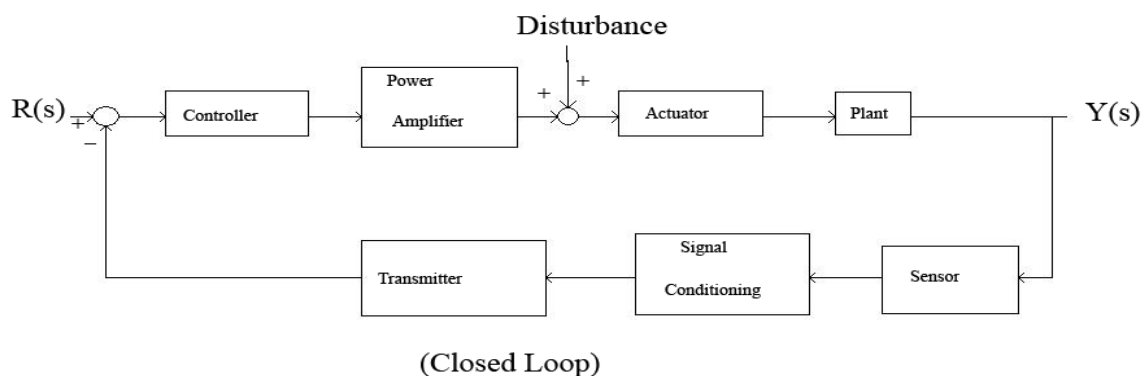 Disturbance
R(s)
+
−
Controller
Power
Amplifier
+
+
Actuator
Plant
Y(s)
Transmitter
Signal
Conditioning
Sensor
(Closed Loop)